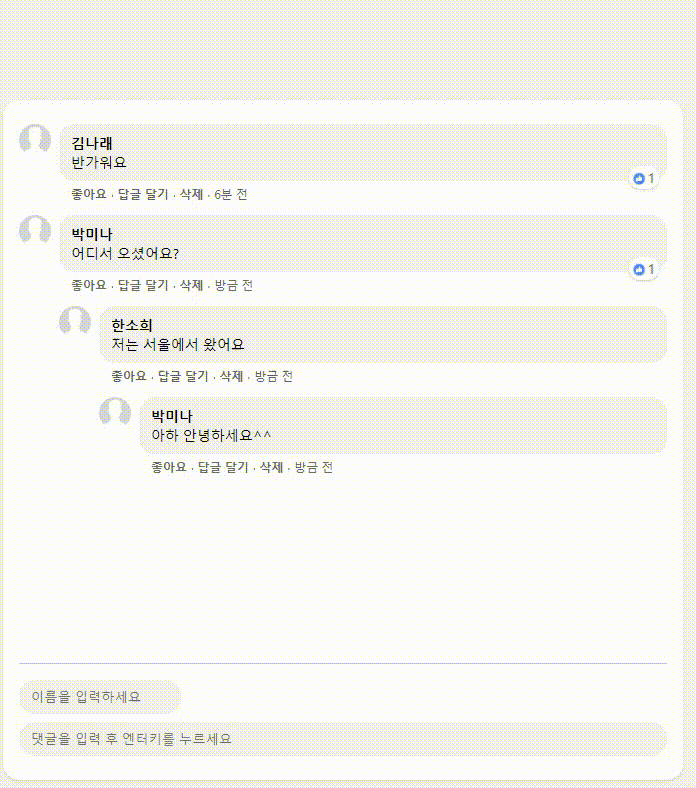 김나래
반가워요
1
좋아요 · 답글 달기 · 삭제 · 6분 전
박미나
어디서 오셨어요?
1
좋아요 · 답글 달기 · 삭제 · 방금 전
한소희
저는 서울에서 왔어요
좋아요 · 답글 달기 · 삭제 · 방금 전
박미나
아하 안녕하세요^^
좋아요 · 답글 달기 · 삭제 · 방금 전
이름을 입력하세요
댓글을 입력 후 엔터키를 누르세요